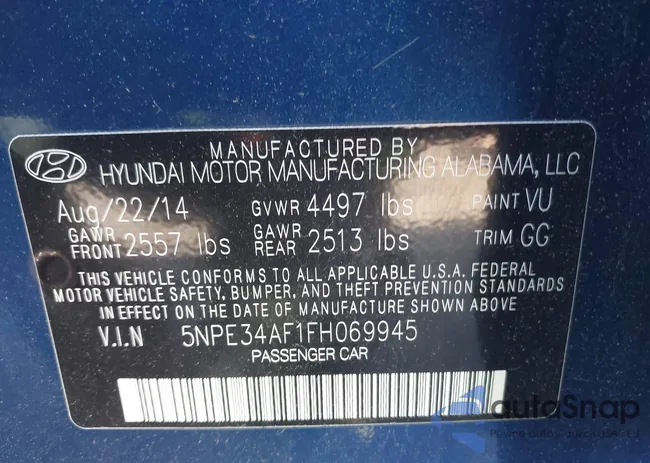 MANUFACTURED BY
HYUNDAI MOTOR MANUFACTURING ALABAMA, LLC
Aug/22/14 GVWR 4497 lbs PAINT VU
GAWR FRONT 2557 lbs GAWR REAR 2513 lbs TRIM GG
THIS VEHICLE CONFORMS TO ALL APPLICABLE U.S.A. FEDERAL
MOTOR VEHICLE SAFETY, BUMPER, AND THEFT PREVENTION STANDARDS
IN EFFECT ON THE DATE OF MANUFACTURE SHOWN ABOVE
V.I.N 5NPE34AF1FH069945
PASSENGER CAR
autoSnap